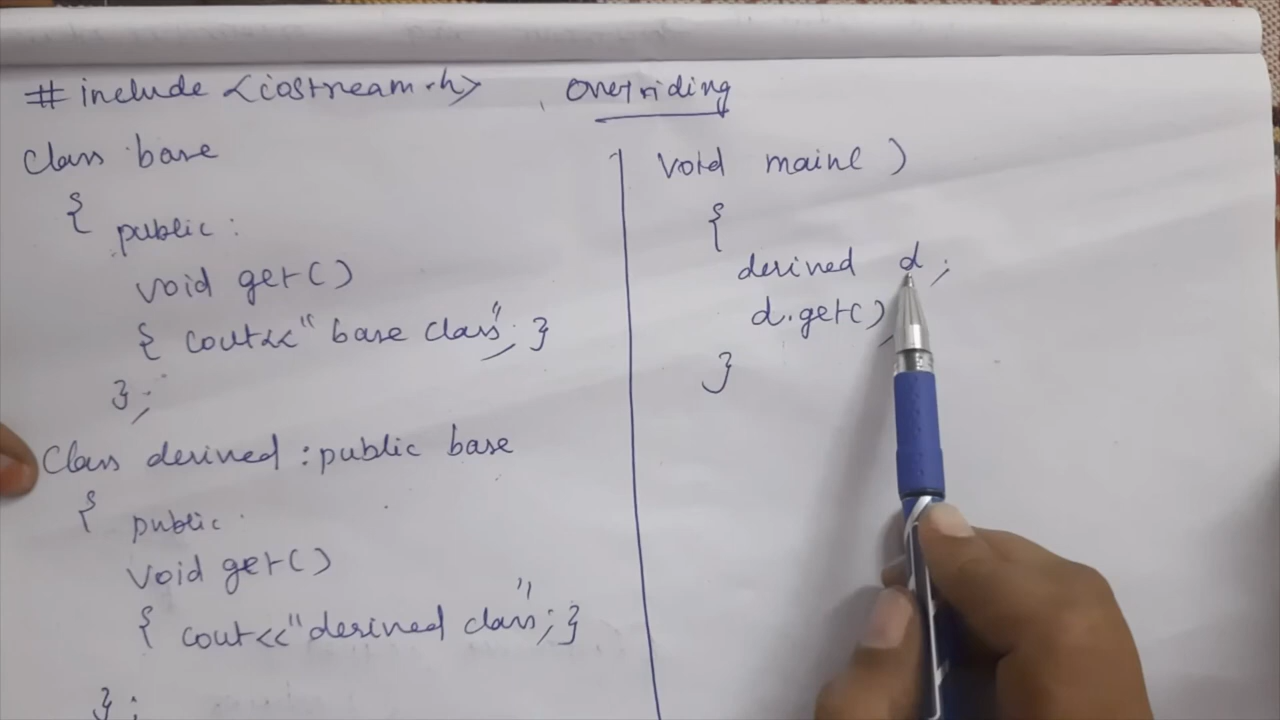 #include <iostream.h>
Overriding
class base
{ public:
void get()
{ cout<<"base class"; }
};
class derived : public base
{ public
void get()
{ cout<<"derived class"; }
};
void main()
{
derived d;
d.get();
}